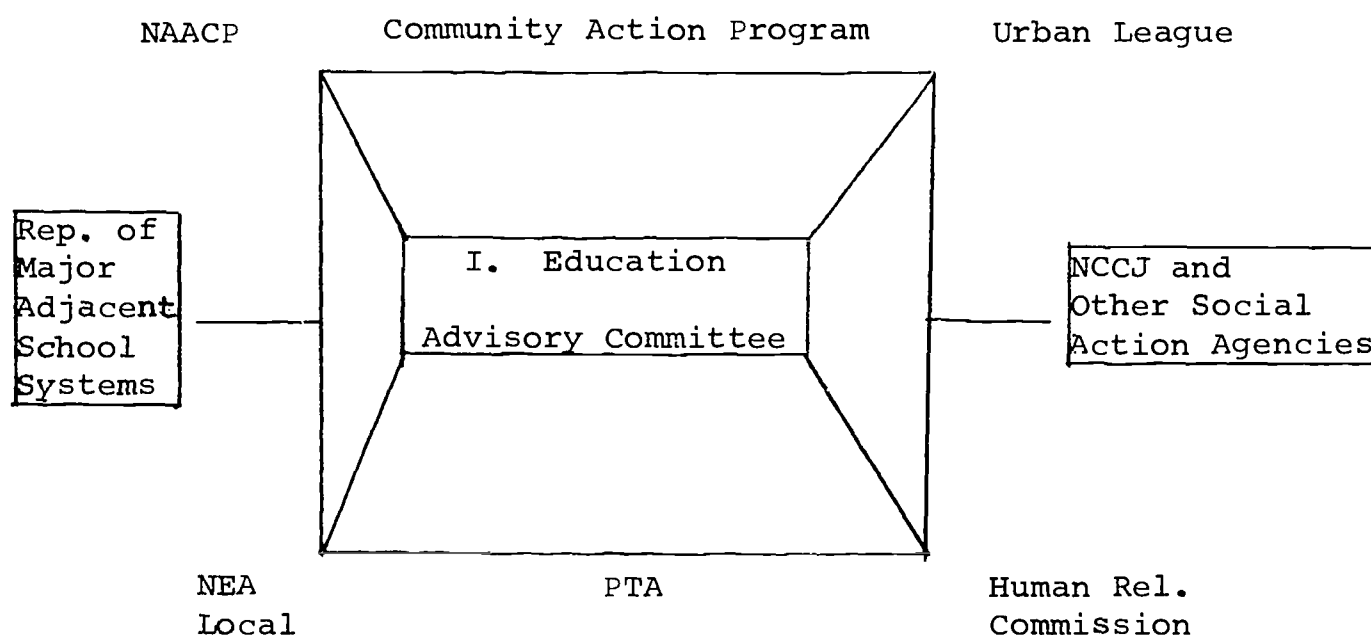 NAACP
Community Action Program
Urban League
Rep. of
Major
Adjacent
School
Systems
I. Education
Advisory Committee
NCCJ and
Other Social
Action Agencies
NEA
Local
PTA
Human Rel.
Commission